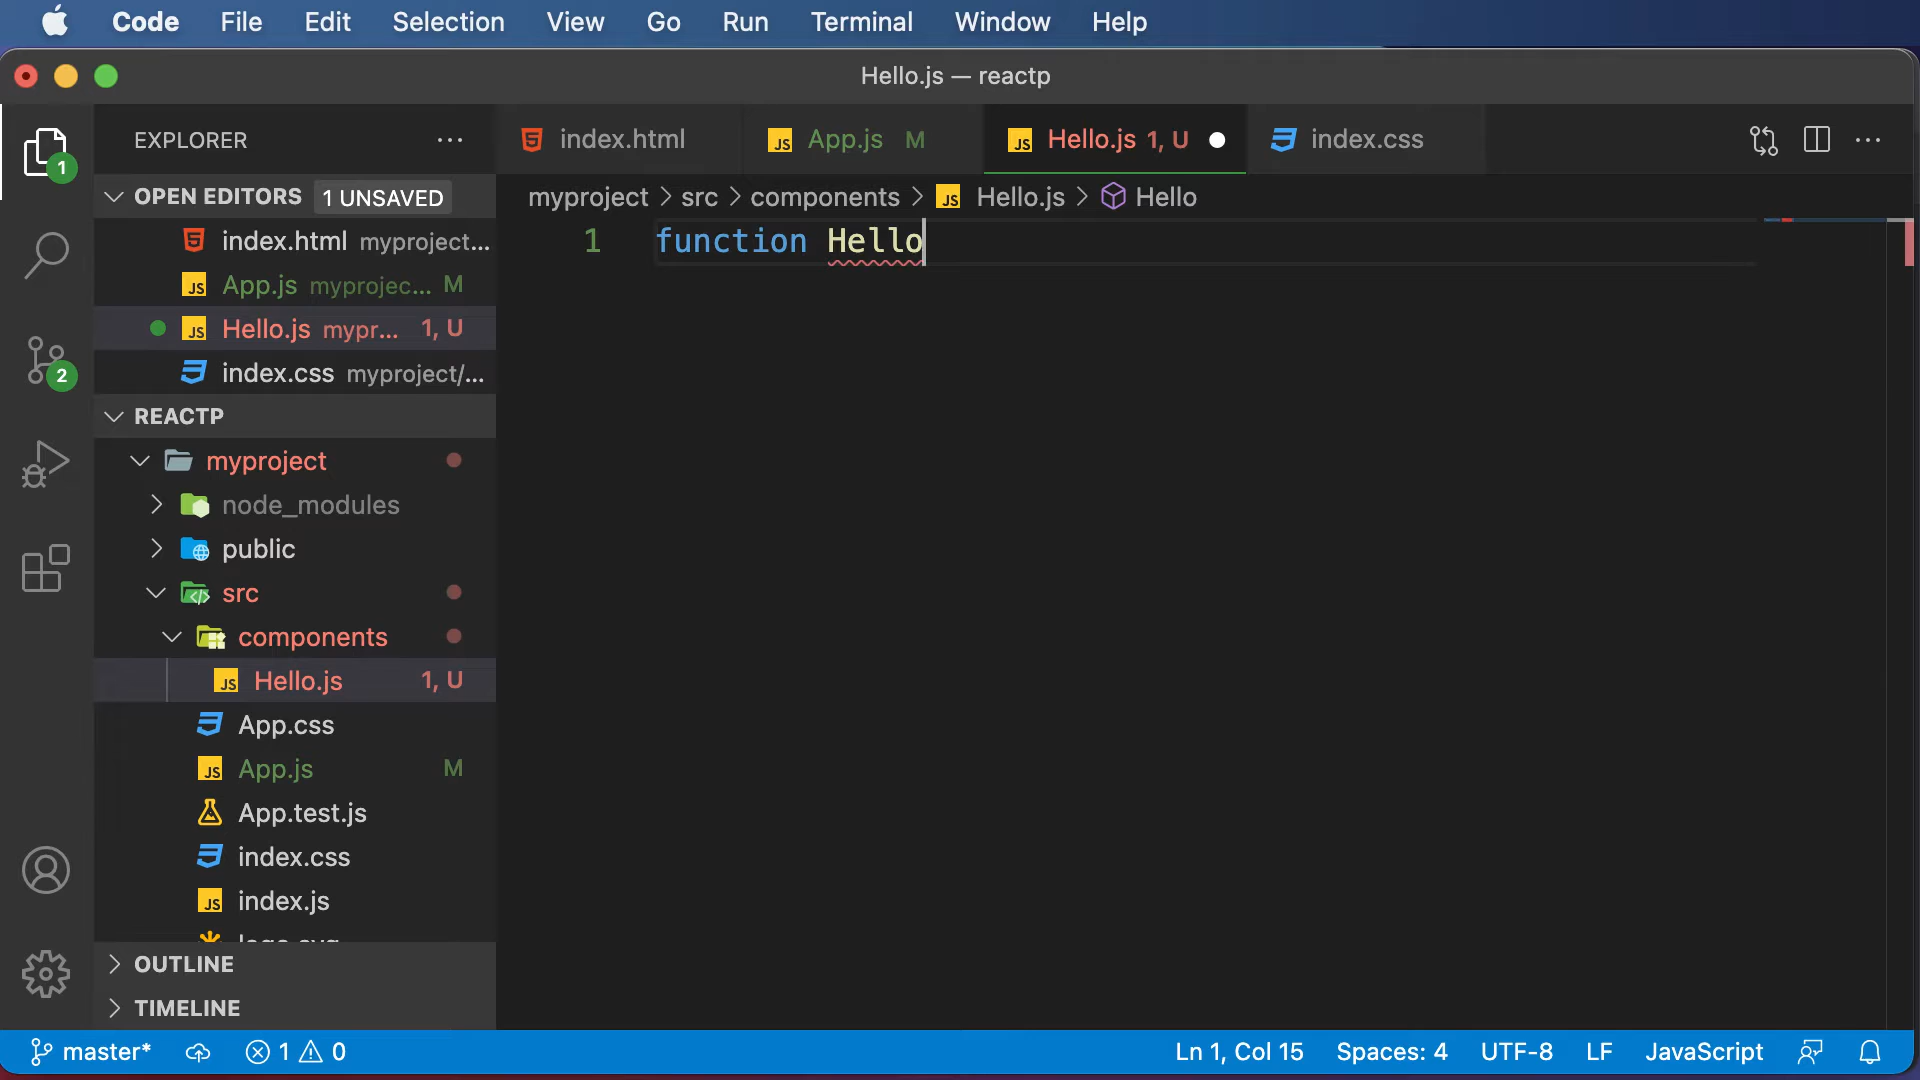 Code File Edit Selection View Go Run Terminal Window Help
Hello.js — reactp
EXPLORER
index.html
App.js M
Hello.js 1, U
index.css
OPEN EDITORS 1 UNSAVED
myproject > src > components > JS Hello.js > Hello
index.html myproject...
1 function Hello
App.js myprojec... M
Hello.js mypr... 1, U
index.css myproject/...
REACTP
myproject
node_modules
public
src
components
Hello.js 1, U
App.css
App.js M
App.test.js
index.css
index.js
OUTLINE
TIMELINE
1
2
master* 1 0 Ln 1, Col 15 Spaces: 4 UTF-8 LF JavaScript